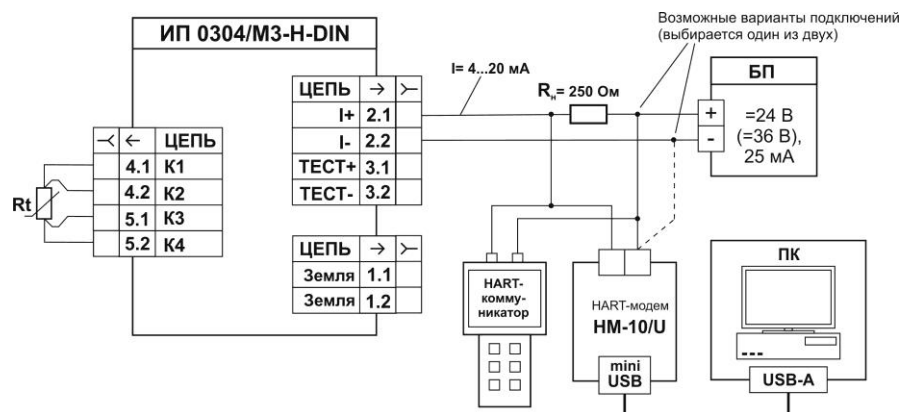 Возможные варианты подключений
(выбирается один из двух)
ИП 0304/М3-Н-DIN
I= 4...20 мА
Rн= 250 Ом
БП
+
=24 В
-
(=36 В),
25 мА
ЦЕПЬ → >–
I+ 2.1
I- 2.2
ТЕСТ+ 3.1
ТЕСТ- 3.2
–< ← ЦЕПЬ
4.1 К1
4.2 К2
5.1 К3
5.2 К4
Rt
ЦЕПЬ → >–
Земля 1.1
Земля 1.2
HART-
комму-
никатор
HART-модем
НМ-10/U
mini
USB
ПК
USB-A